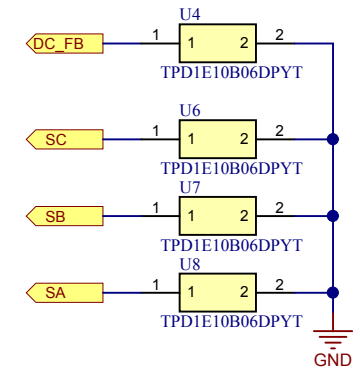 U4
DC_FB 1 1 2 2
TPD1E10B06DPYT
U6
SC 1 1 2 2
TPD1E10B06DPYT
U7
SB 1 1 2 2
TPD1E10B06DPYT
U8
SA 1 1 2 2
TPD1E10B06DPYT
GND